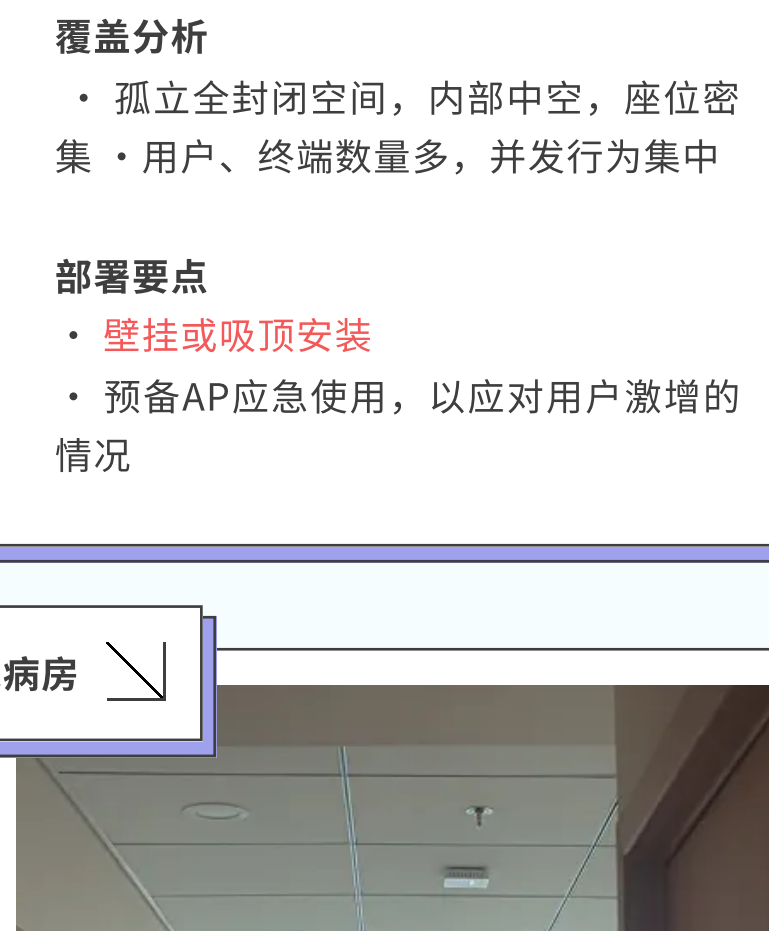 覆盖分析
• 孤立全封闭空间，内部中空，座位密
集 • 用户、终端数量多，并发行为集中
部署要点
• 壁挂或吸顶安装
• 预备AP应急使用，以应对用户激增的
情况
病房